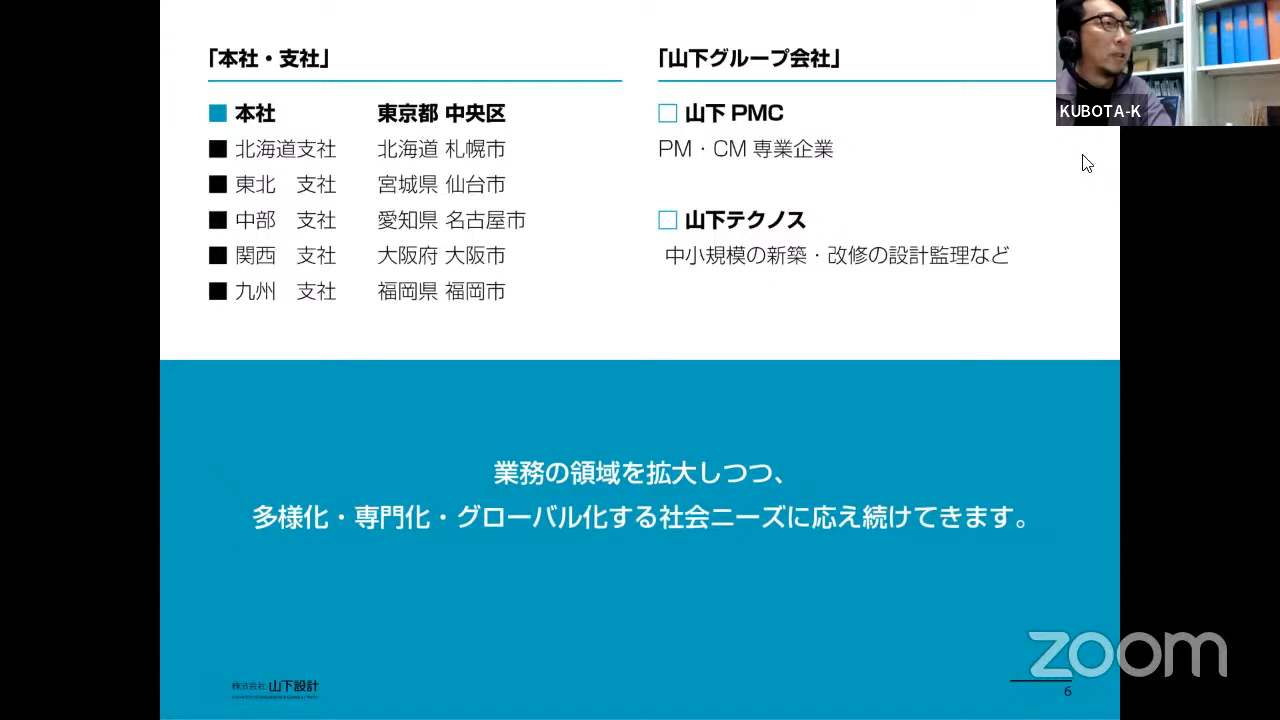 「本社・支社」
■ 本社 東京都 中央区
■ 北海道支社 北海道 札幌市
■ 東北 支社 宮城県 仙台市
■ 中部 支社 愛知県 名古屋市
■ 関西 支社 大阪府 大阪市
■ 九州 支社 福岡県 福岡市
「山下グループ会社」
□ 山下 PMC
PM・CM 専業企業
□ 山下テクノス
中小規模の新築・改修の設計監理など
KUBOTA-K
業務の領域を拡大しつつ、
多様化・専門化・グローバル化する社会ニーズに応え続けてきます。
株式会社 山下設計
zoom
6